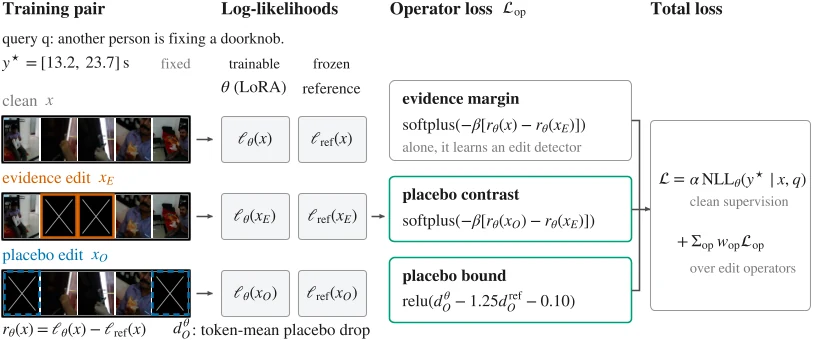 Training pair
Log-likelihoods
Operator loss ℒop
Total loss
query q: another person is fixing a doorknob.
y⋆ = [13.2, 23.7] s
fixed
trainable
frozen
θ (LoRA)
reference
clean x
ℓθ(x)
ℓref(x)
evidence edit xE
ℓθ(xE)
ℓref(xE)
placebo edit xO
ℓθ(xO)
ℓref(xO)
rθ(x) = ℓθ(x) − ℓref(x)
dOθ: token-mean placebo drop
evidence margin
softplus(−β[rθ(x) − rθ(xE)])
alone, it learns an edit detector
placebo contrast
softplus(−β[rθ(xO) − rθ(xE)])
placebo bound
relu(dOθ − 1.25dOref − 0.10)
ℒ = α NLLθ(y⋆ | x, q)
clean supervision
+ Σop wopℒop
over edit operators